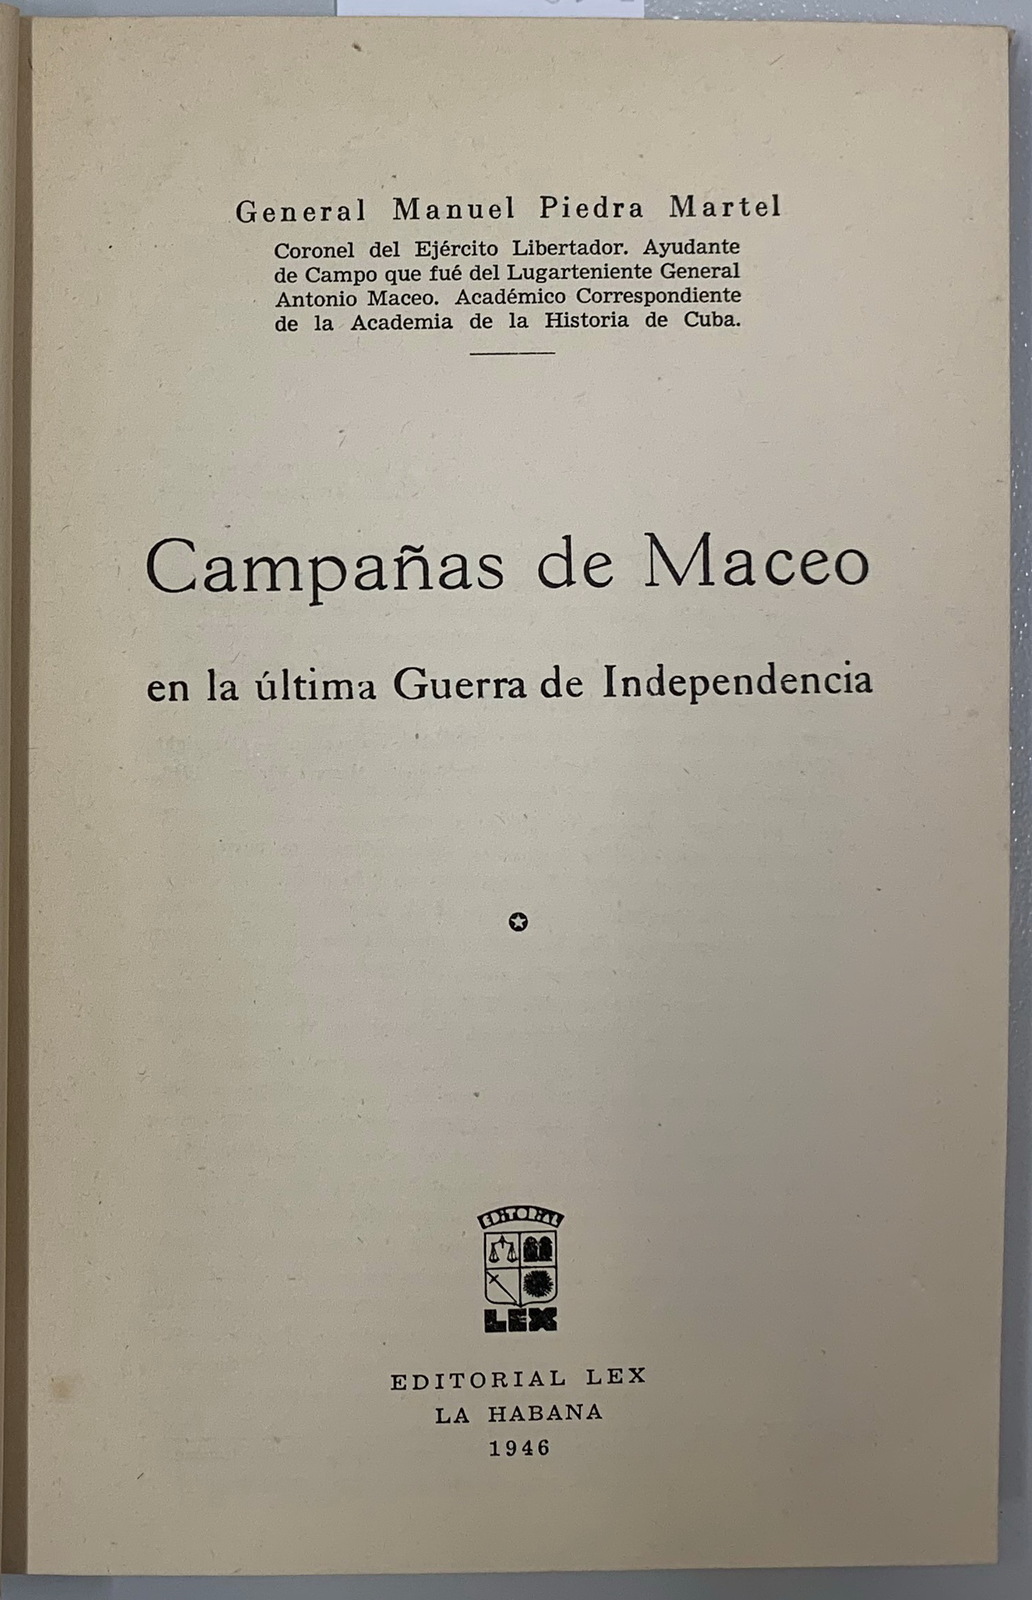 General Manuel Piedra Martel
Coronel del Ejército Libertador. Ayudante
de Campo que fué del Lugarteniente General
Antonio Maceo. Académico Correspondiente
de la Academia de la Historia de Cuba.
Campañas de Maceo
en la última Guerra de Independencia
EDITORIAL
LEX
EDITORIAL LEX
LA HABANA
1946